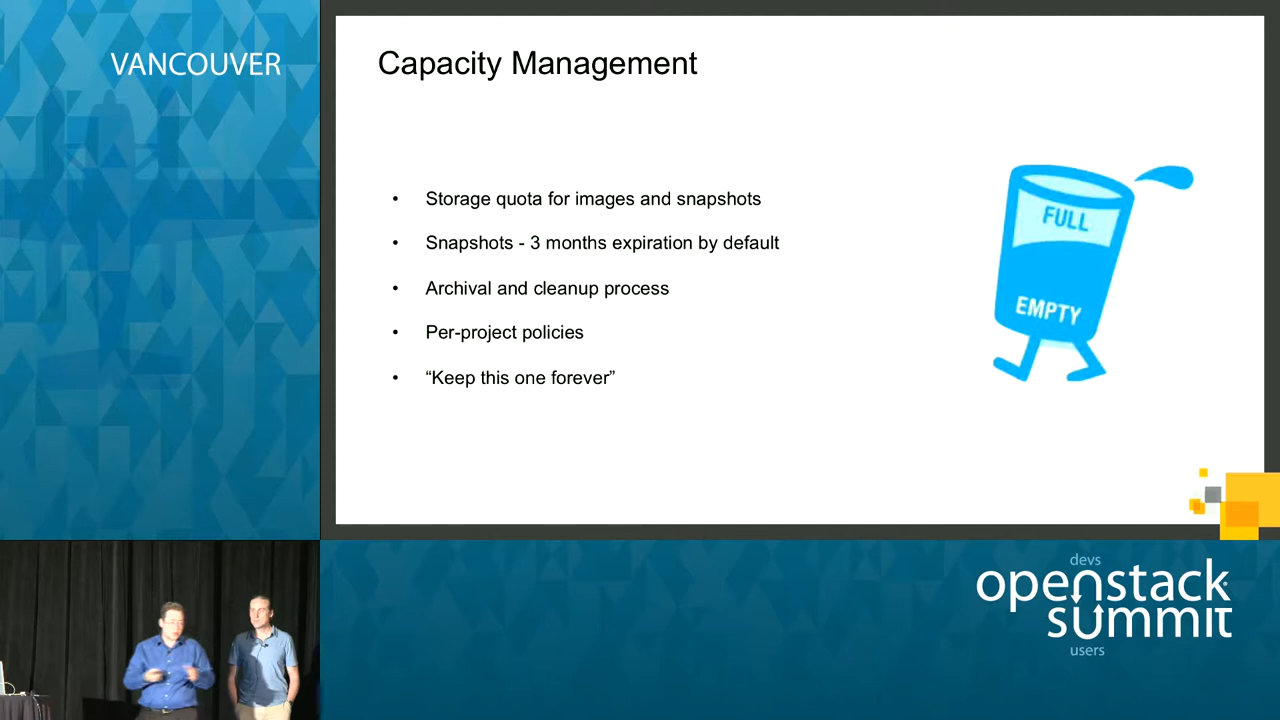 VANCOUVER
Capacity Management
• Storage quota for images and snapshots
• Snapshots - 3 months expiration by default
• Archival and cleanup process
• Per-project policies
• “Keep this one forever”
FULL
EMPTY
devs
openstack
summit
users